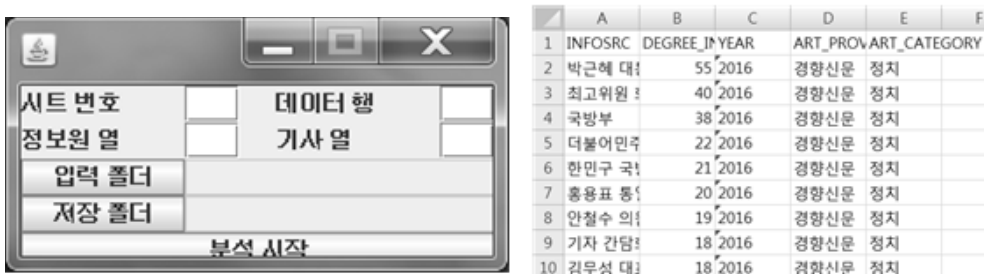 시트 번호 데이터 행
정보원 열 기사 열
입력 폴더
저장 폴더
분석 시작
A B C D E F
1 INFOSRC DEGREE_IN YEAR ART_PROV ART_CATEGORY
2 박근혜 55 2016 경향신문 정치
3 최고위원 40 2016 경향신문 정치
4 국방부 38 2016 경향신문 정치
5 더불어민주 22 2016 경향신문 정치
6 한민구 21 2016 경향신문 정치
7 홍용표 20 2016 경향신문 정치
8 안철수 19 2016 경향신문 정치
9 기자 18 2016 경향신문 정치
10 김무성 18 2016 경향신문 정치